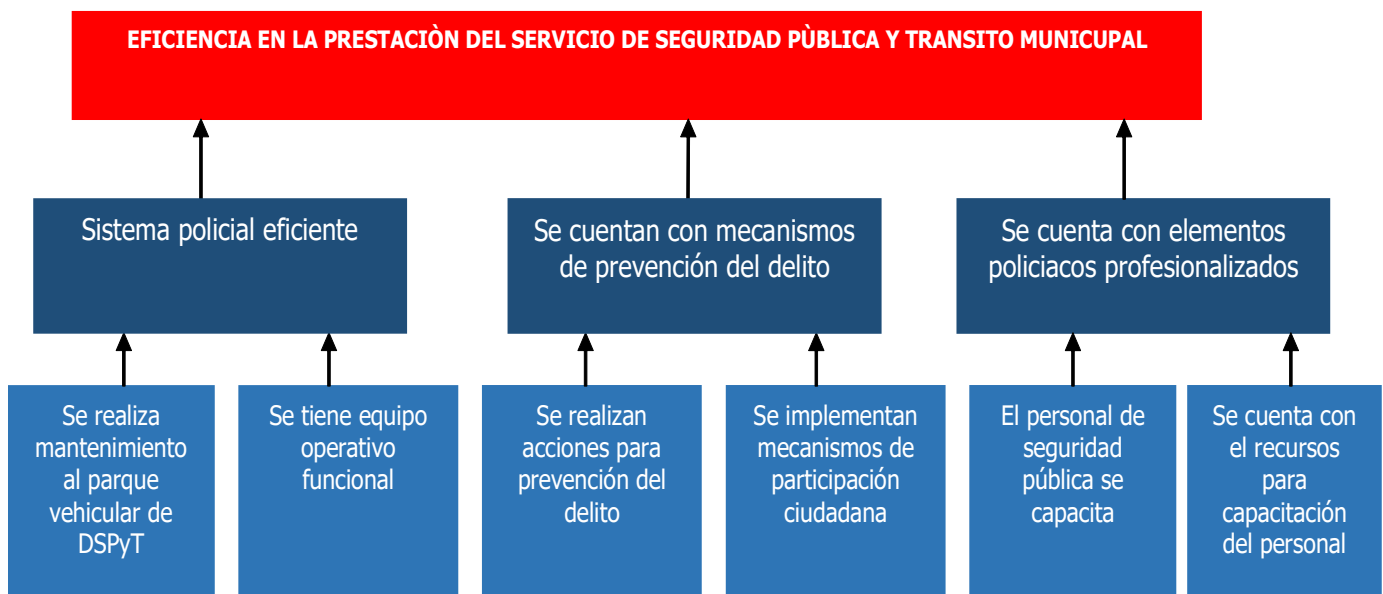 EFICIENCIA EN LA PRESTACIÒN DEL SERVICIO DE SEGURIDAD PÙBLICA Y TRANSITO MUNICUPAL
Sistema policial eficiente
Se cuentan con mecanismos
de prevención del delito
Se cuenta con elementos
policiacos profesionalizados
Se realiza
mantenimiento
al parque
vehicular de
DSPyT
Se tiene equipo
operativo
funcional
Se realizan
acciones para
prevención del
delito
Se implementan
mecanismos de
participación
ciudadana
El personal de
seguridad
pública se
capacita
Se cuenta con
el recursos
para
capacitación
del personal